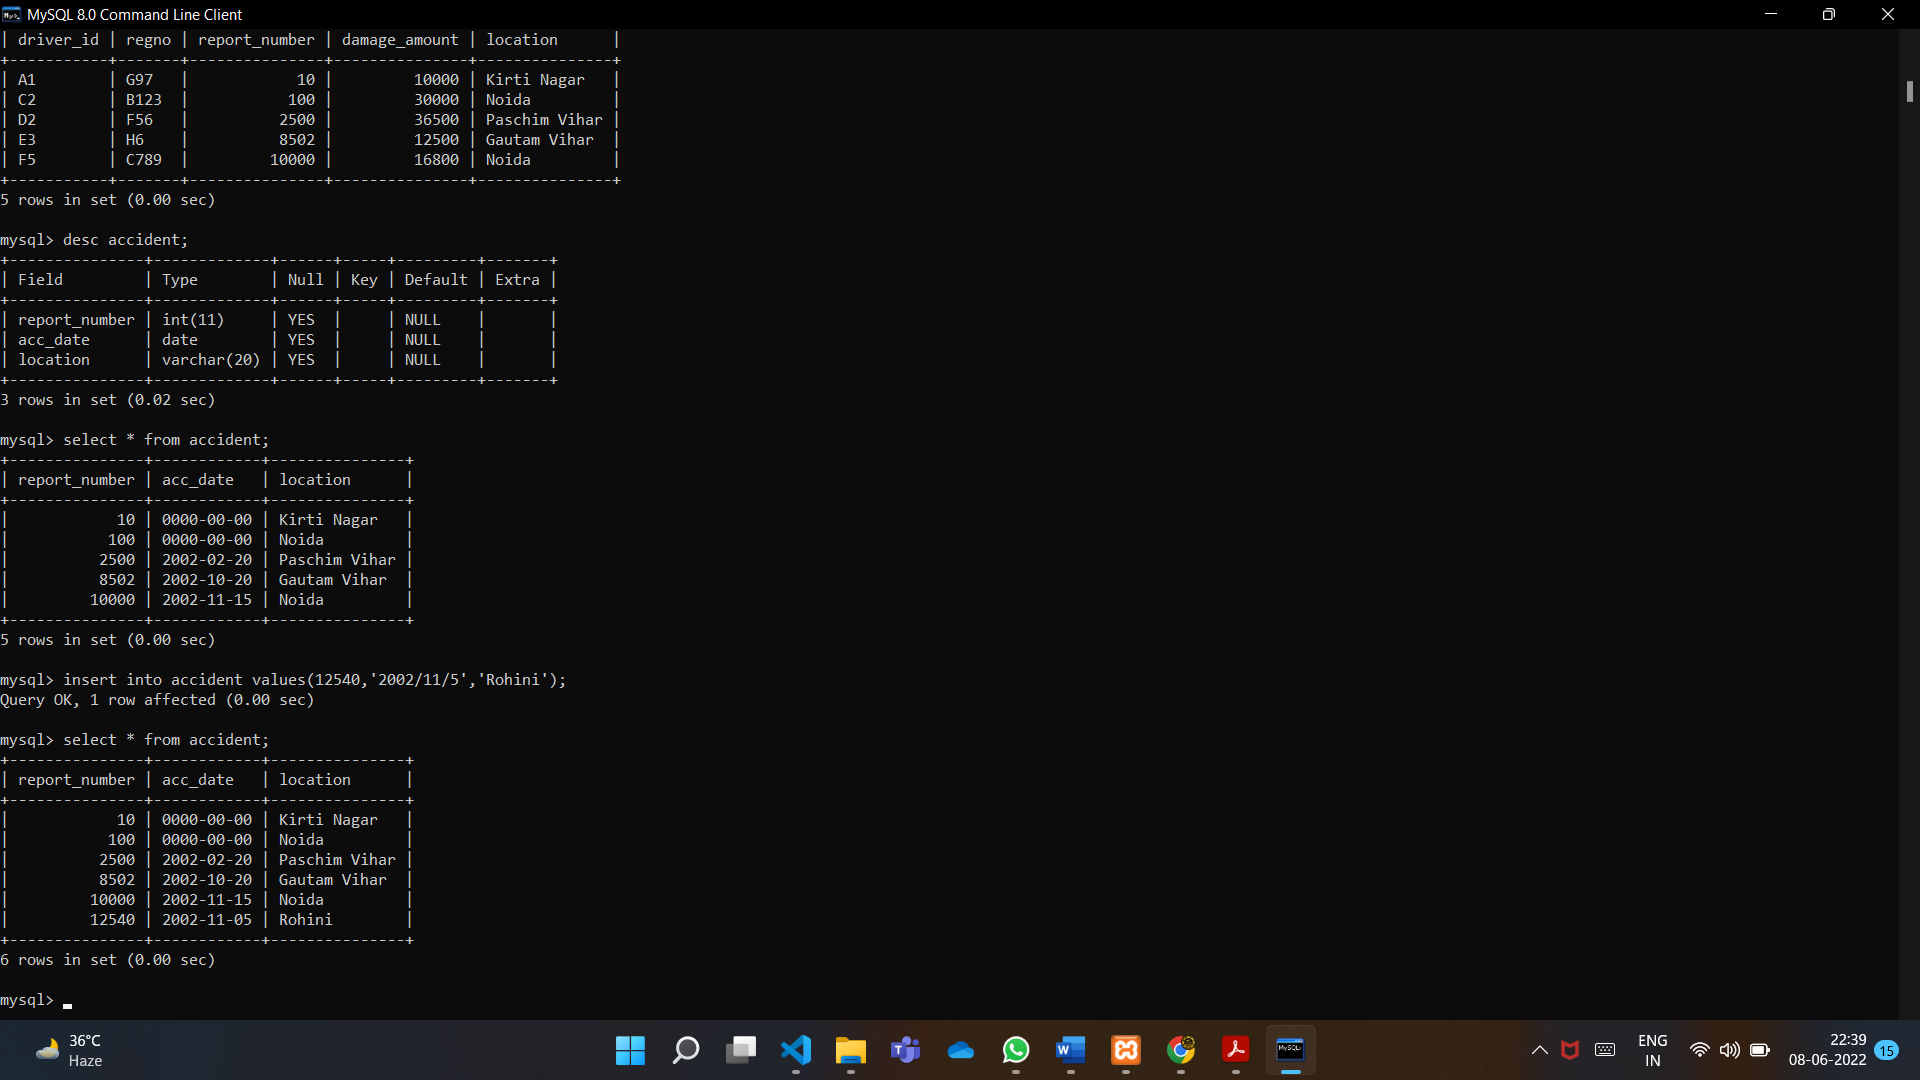 MySQL 8.0 Command Line Client
| driver_id | regno | report_number | damage_amount | location      |
+-----------+-------+---------------+---------------+---------------+
| A1        | G97   |            10 |         10000 | Kirti Nagar   |
| C2        | B123  |           100 |         30000 | Noida         |
| D2        | F56   |          2500 |         36500 | Paschim Vihar |
| E3        | H6    |          8502 |         12500 | Gautam Vihar  |
| F5        | C789  |         10000 |         16800 | Noida         |
+-----------+-------+---------------+---------------+---------------+
5 rows in set (0.00 sec)
mysql> desc accident;
+---------------+-------------+------+-----+---------+-------+
| Field         | Type        | Null | Key | Default | Extra |
+---------------+-------------+------+-----+---------+-------+
| report_number | int(11)     | YES  |     | NULL    |       |
| acc_date      | date        | YES  |     | NULL    |       |
| location      | varchar(20) | YES  |     | NULL    |       |
+---------------+-------------+------+-----+---------+-------+
3 rows in set (0.02 sec)
mysql> select * from accident;
+---------------+------------+---------------+
| report_number | acc_date   | location      |
+---------------+------------+---------------+
|            10 | 0000-00-00 | Kirti Nagar   |
|           100 | 0000-00-00 | Noida         |
|          2500 | 2002-02-20 | Paschim Vihar |
|          8502 | 2002-10-20 | Gautam Vihar  |
|         10000 | 2002-11-15 | Noida         |
+---------------+------------+---------------+
5 rows in set (0.00 sec)
mysql> insert into accident values(12540,'2002/11/5','Rohini');
Query OK, 1 row affected (0.00 sec)
mysql> select * from accident;
+---------------+------------+---------------+
| report_number | acc_date   | location      |
+---------------+------------+---------------+
|            10 | 0000-00-00 | Kirti Nagar   |
|           100 | 0000-00-00 | Noida         |
|          2500 | 2002-02-20 | Paschim Vihar |
|          8502 | 2002-10-20 | Gautam Vihar  |
|         10000 | 2002-11-15 | Noida         |
|         12540 | 2002-11-05 | Rohini        |
+---------------+------------+---------------+
6 rows in set (0.00 sec)
mysql>
36°C
Haze
ENG
IN
22:39
08-06-2022
15